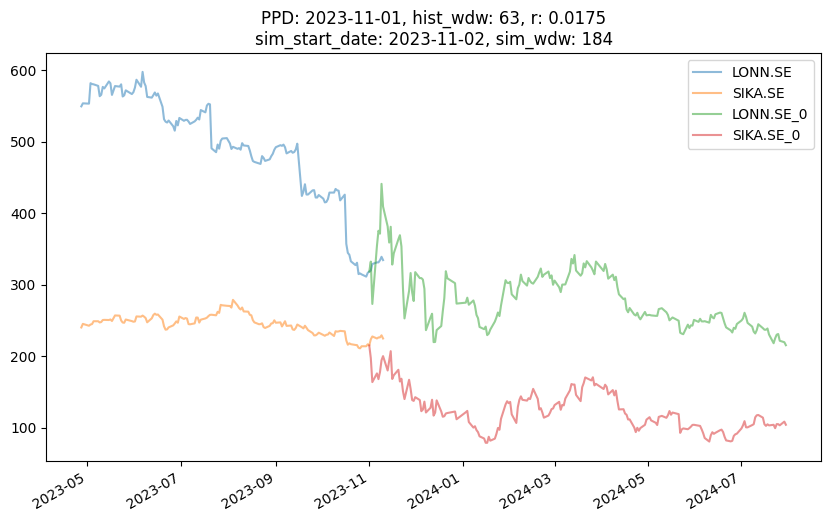 PPD: 2023-11-01, hist_wdw: 63, r: 0.0175
sim_start_date: 2023-11-02, sim_wdw: 184
LONN.SE
SIKA.SE
LONN.SE_0
SIKA.SE_0
600
500
400
300
200
100
2023-05
2023-07
2023-09
2023-11
2024-01
2024-03
2024-05
2024-07